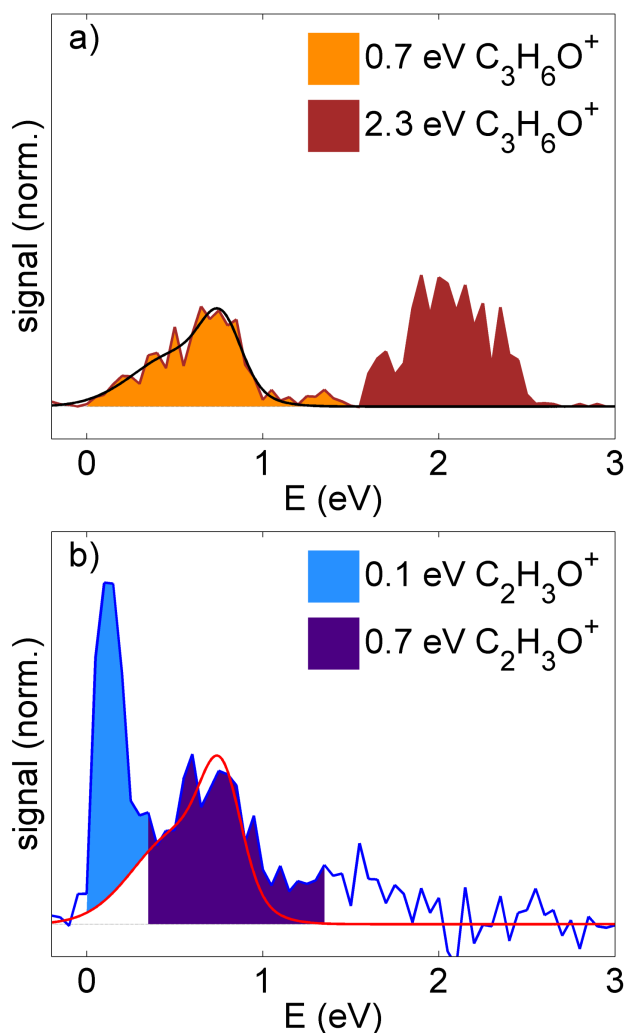 a)
0.7 eV C₃H₆O⁺
2.3 eV C₃H₆O⁺
signal (norm.)
0 1 2 3
E (eV)
b)
0.1 eV C₂H₃O⁺
0.7 eV C₂H₃O⁺
signal (norm.)
0 1 2 3
E (eV)